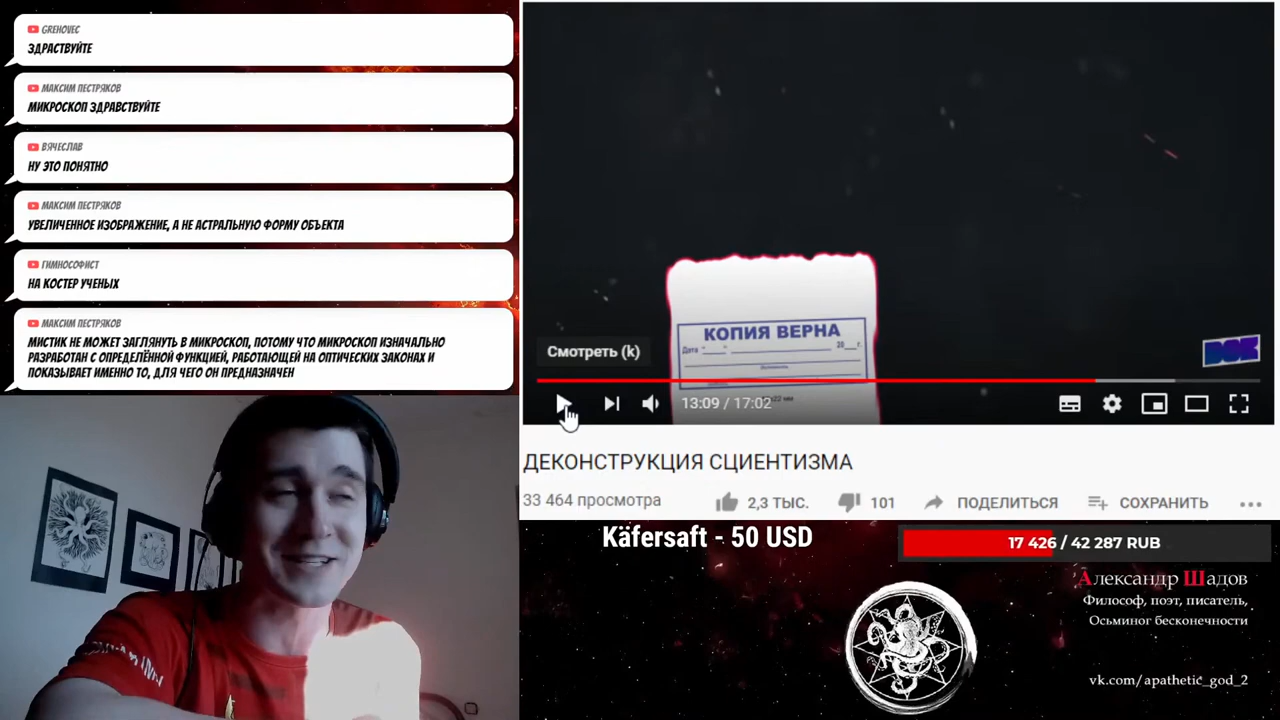 GREHOVEC
ЗДРАСТВУЙТЕ
МАКСИМ ПЕСТРЯКОВ
МИКРОСКОП ЗДРАВСТВУЙТЕ
ВЯЧЕСЛАВ
НУ ЭТО ПОНЯТНО
МАКСИМ ПЕСТРЯКОВ
УВЕЛИЧЕННОЕ ИЗОБРАЖЕНИЕ, А НЕ АСТРАЛЬНУЮ ФОРМУ ОБЪЕКТА
ГИМНОСОФИСТ
НА КОСТЕР УЧЕНЫХ
МАКСИМ ПЕСТРЯКОВ
МИСТИК НЕ МОЖЕТ ЗАГЛЯНУТЬ В МИКРОСКОП, ПОТОМУ ЧТО МИКРОСКОП ИЗНАЧАЛЬНО
РАЗРАБОТАН С ОПРЕДЕЛЁННОЙ ФУНКЦИЕЙ, РАБОТАЮЩЕЙ НА ОПТИЧЕСКИХ ЗАКОНАХ И
ПОКАЗЫВАЕТ ИМЕННО ТО, ДЛЯ ЧЕГО ОН ПРЕДНАЗНАЧЕН
КОПИЯ ВЕРНА
Дата "__" ____ 20__г.
Смотреть (k)
13:09 / 17:02
ДЕКОНСТРУКЦИЯ СЦИЕНТИЗМА
33 464 просмотра
2,3 ТЫС.
101
ПОДЕЛИТЬСЯ
СОХРАНИТЬ
Käfersaft - 50 USD
17 426 / 42 287 RUB
Александр Шадов
Философ, поэт, писатель,
Осьминог бесконечности
vk.com/apathetic_god_2